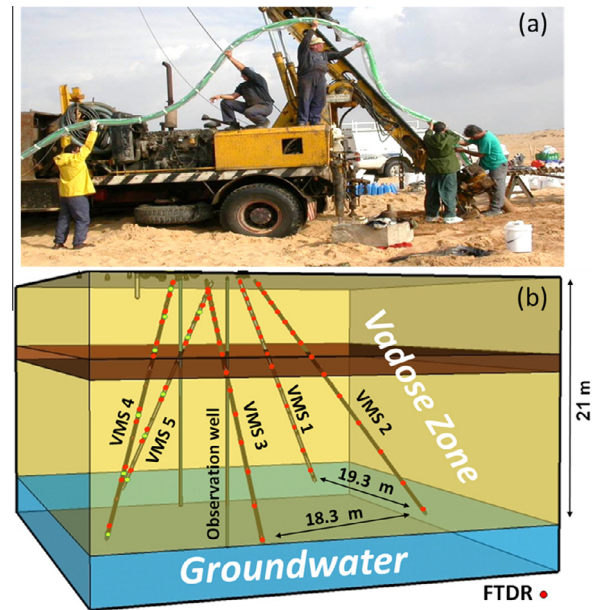 (a)
(b)
Vadose Zone
21 m
VMS 4
VMS 5
Observation well
VMS 3
VMS 1
VMS 2
19.3 m
18.3 m
Groundwater
FTDR